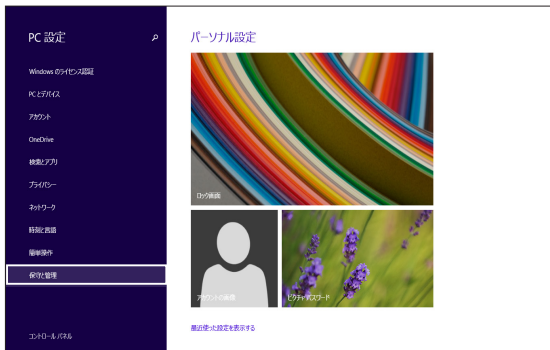 PC 設定
Windows のライセンス認証
PC とデバイス
アカウント
OneDrive
検索とアプリ
プライバシー
ネットワーク
時刻と言語
簡単操作
保守と管理
コントロール パネル
パーソナル設定
ロック画面
アカウントの画像
ピクチャ パスワード
最近使った設定を表示する